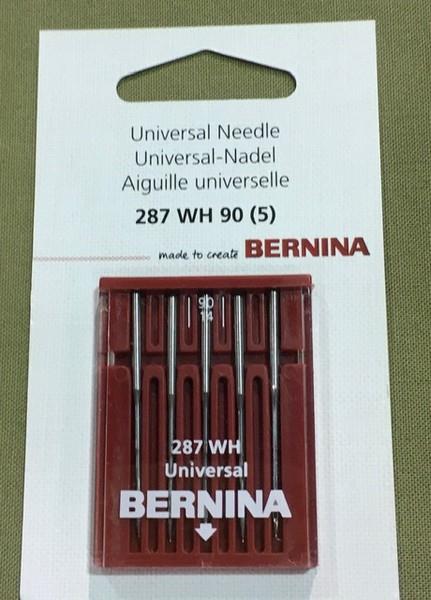 Universal Needle
Universal-Nadel
Aiguille universelle
287 WH 90 (5)
made to create BERNINA
90
14
287 WH
Universal
BERNINA